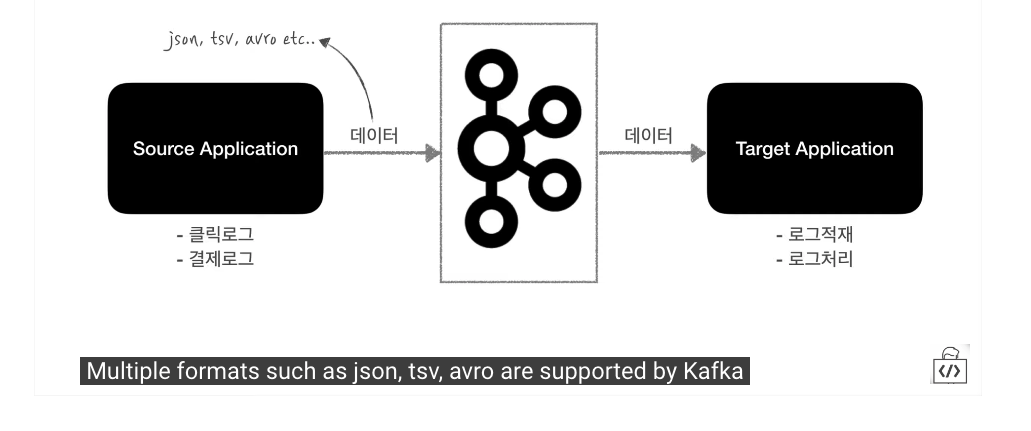 json, tsv, avro etc..
Source Application
데이터
데이터
Target Application
- 클릭로그
- 결제로그
- 로그적재
- 로그처리
Multiple formats such as json, tsv, avro are supported by Kafka
</>